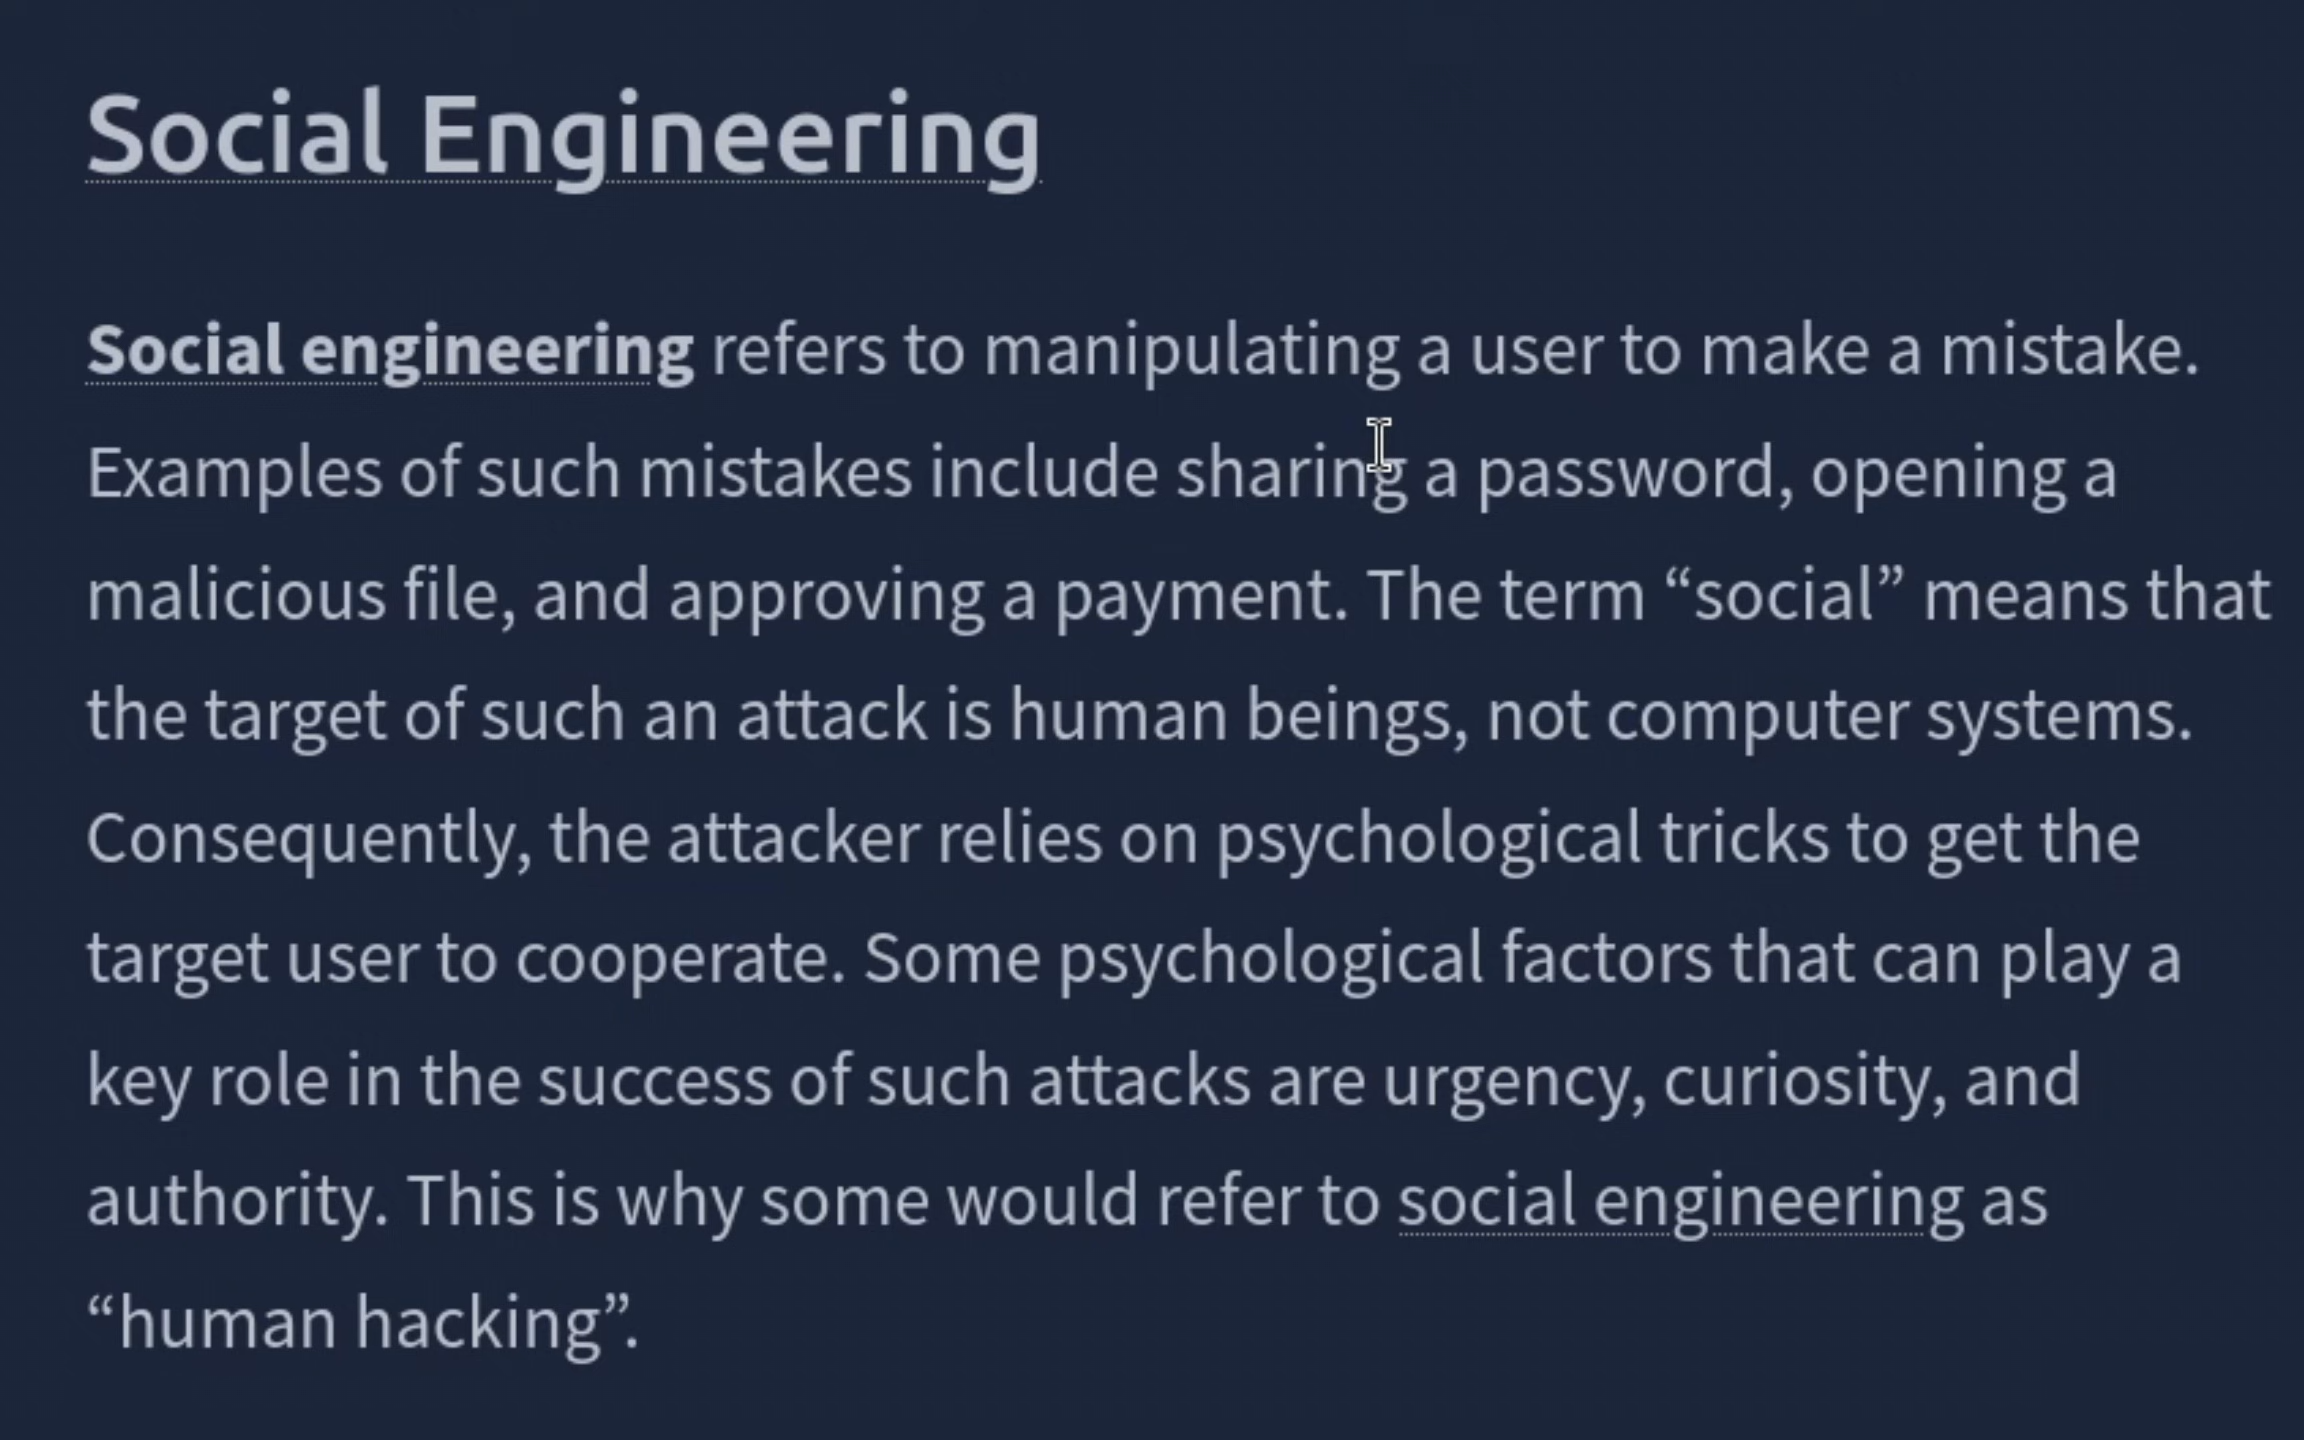 Social Engineering
Social engineering refers to manipulating a user to make a mistake.
Examples of such mistakes include sharing a password, opening a
malicious file, and approving a payment. The term “social” means that
the target of such an attack is human beings, not computer systems.
Consequently, the attacker relies on psychological tricks to get the
target user to cooperate. Some psychological factors that can play a
key role in the success of such attacks are urgency, curiosity, and
authority. This is why some would refer to social engineering as
“human hacking”.